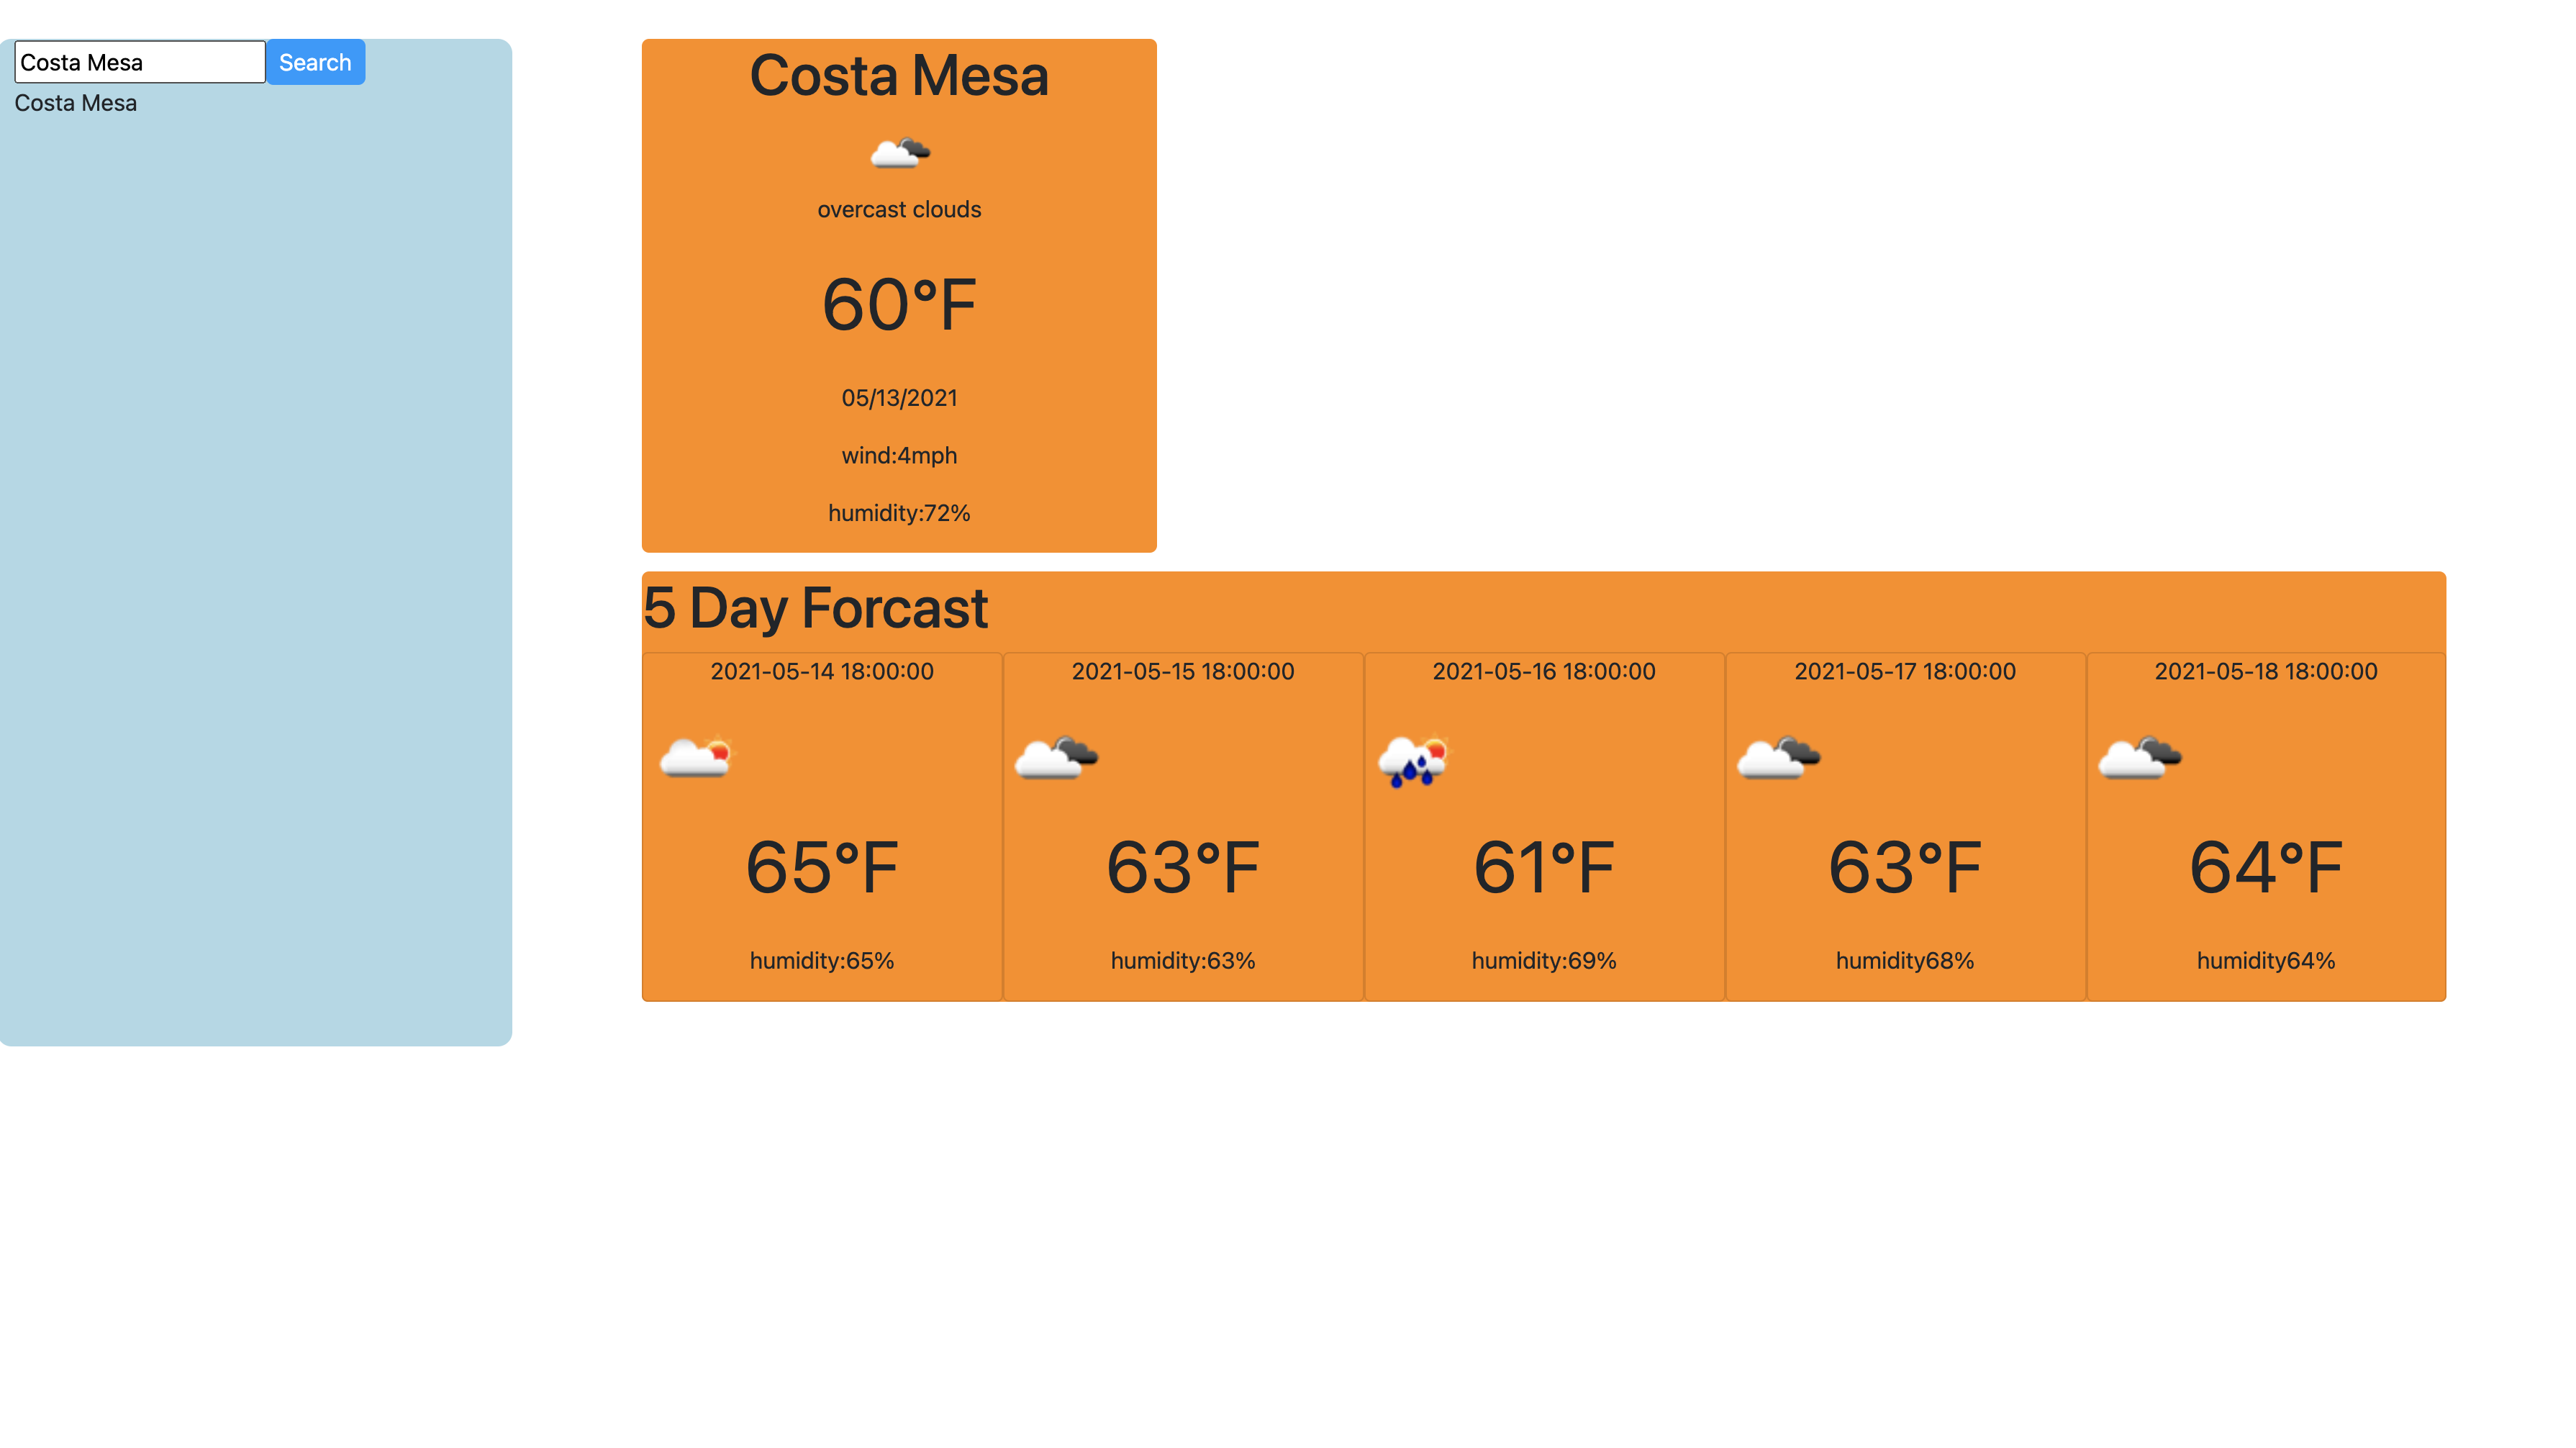 Costa Mesa
Search
Costa Mesa
Costa Mesa
overcast clouds
60°F
05/13/2021
wind:4mph
humidity:72%
5 Day Forcast
2021-05-14 18:00:00
65°F
humidity:65%
2021-05-15 18:00:00
63°F
humidity:63%
2021-05-16 18:00:00
61°F
humidity:69%
2021-05-17 18:00:00
63°F
humidity68%
2021-05-18 18:00:00
64°F
humidity64%